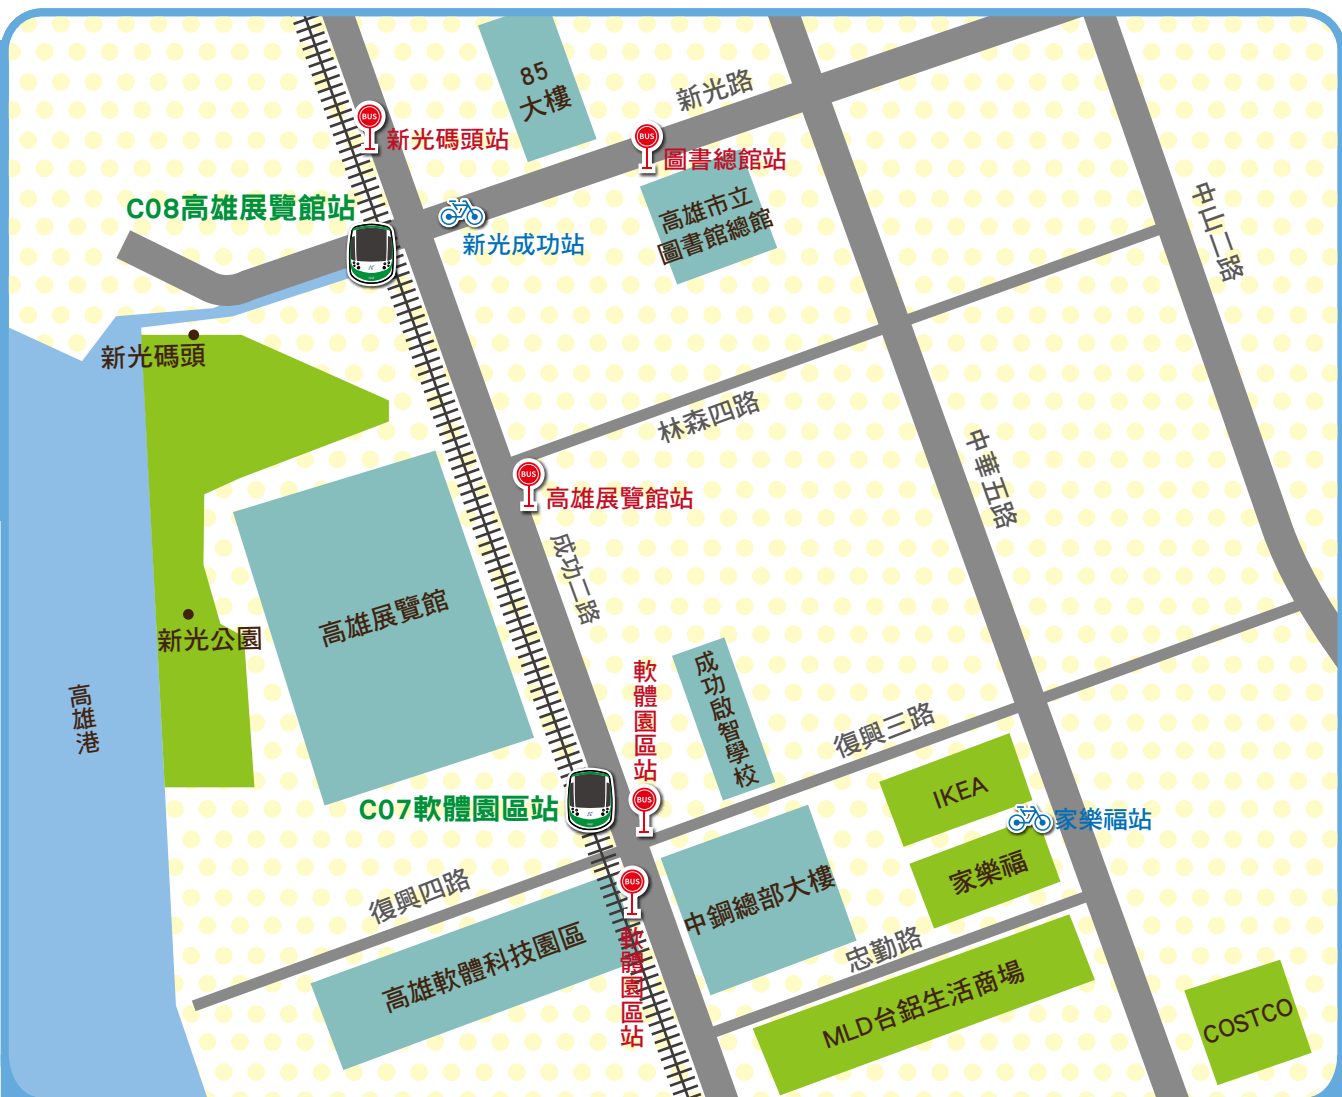 85
大樓
新光路
BUS
新光碼頭站
BUS
圖書總館站
C08高雄展覽館站
高雄市立
圖書館總館
中山二路
新光成功站
新光碼頭
林森四路
中華五路
BUS
高雄展覽館站
成功二路
高雄展覽館
新光公園
高雄港
軟體園區站
成功啟智學校
復興三路
IKEA
C07軟體園區站
BUS
家樂福站
家樂福
復興四路
BUS
中鋼總部大樓
軟體園區站
高雄軟體科技園區
忠勤路
MLD台鋁生活商場
COSTCO